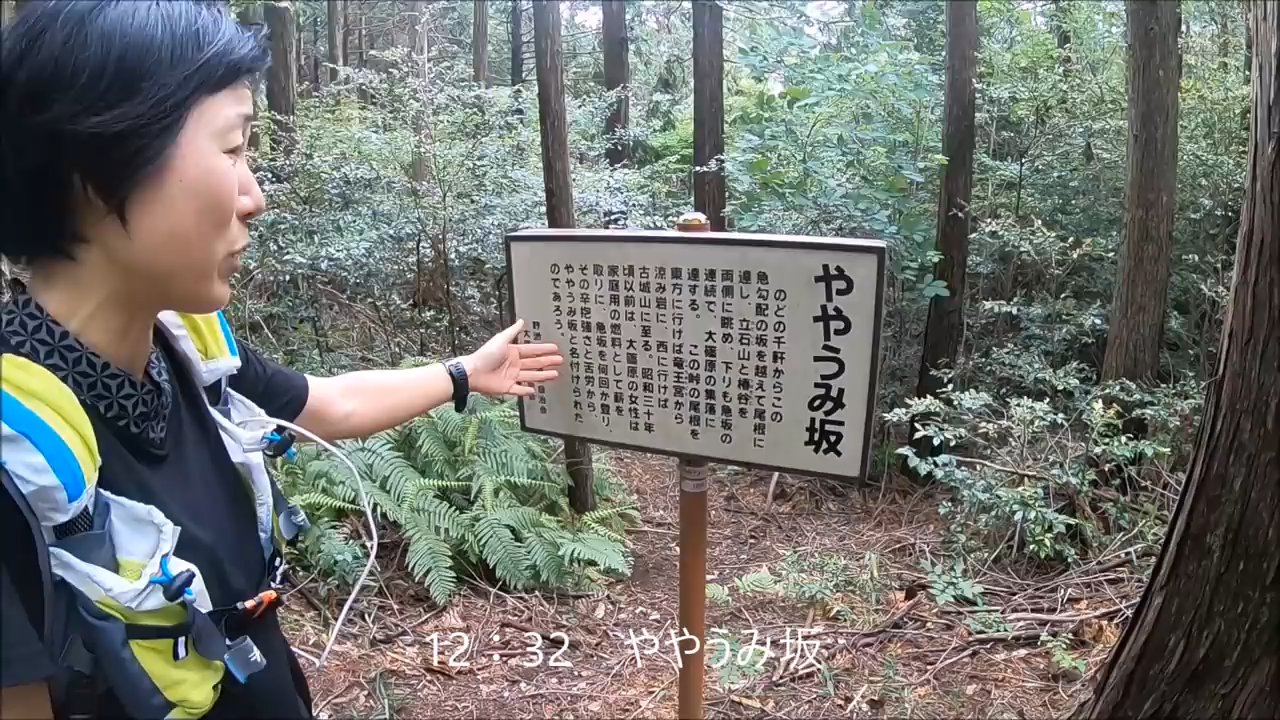 ややうみ坂
のどの千軒からこの
急勾配の坂を越えて尾根に
達し、立石山と椿谷を
両側に眺め、下りも急坂の
連続で、大篠原の集落に
達する。この峠の尾根を
東方に行けば竜王宮から
涼み岩に、西に行けば
古城山に至る。昭和三十年
頃以前は、大篠原の女性は
家庭用の燃料として薪を
取りに、急坂を何回か登り、
その辛抱強さと苦労から、
ややうみ坂と名付けられた
のであろう。
12：32　ややうみ坂